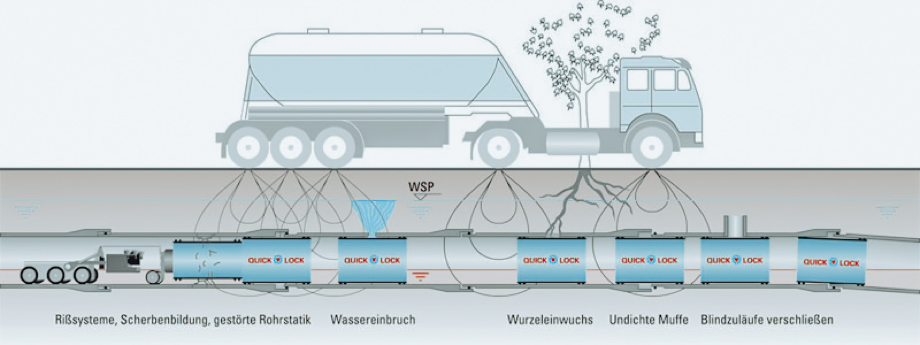 WSP
QUICK LOCK
QUICK LOCK
QUICK LOCK
QUICK LOCK
QUICK LOCK
QUICK LOCK
Rißsysteme, Scherbenbildung, gestörte Rohrstatik
Wassereinbruch
Wurzeleinwuchs
Undichte Muffe
Blindzuläufe verschließen